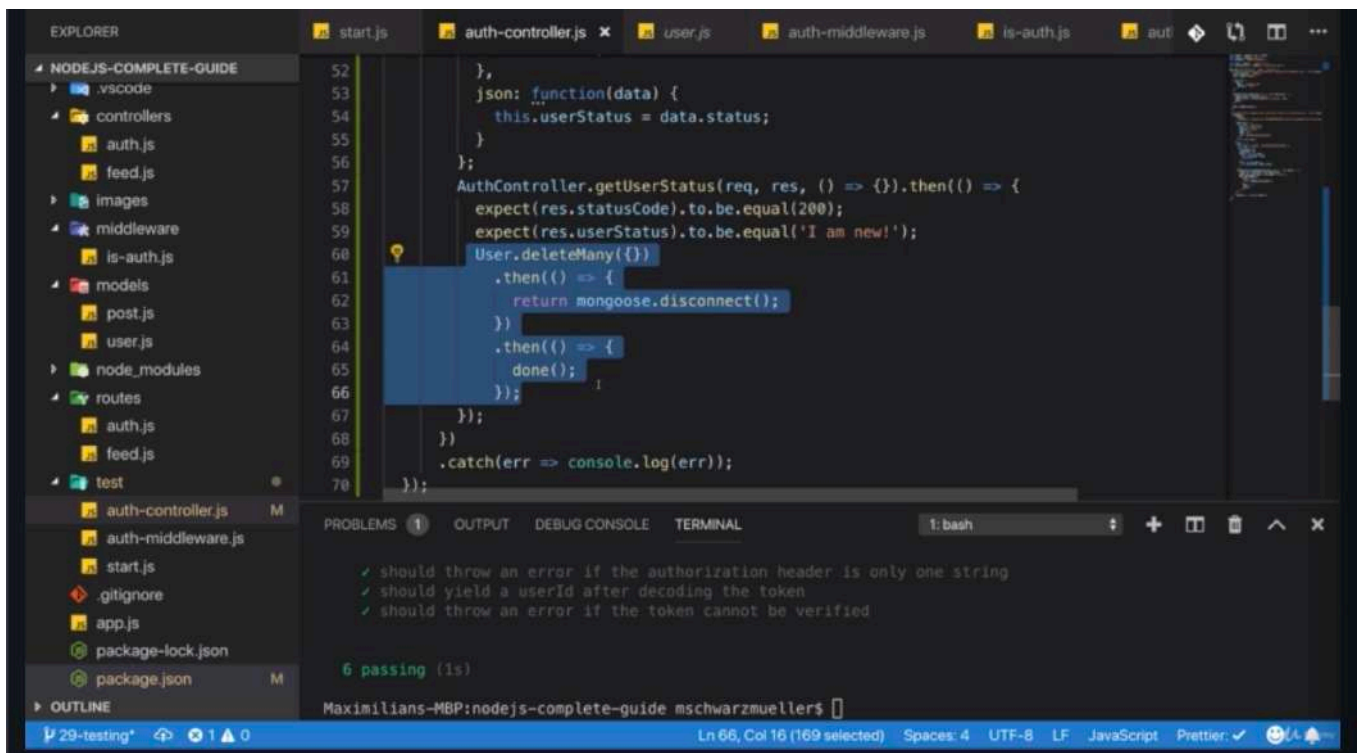 EXPLORER
NODEJS-COMPLETE-GUIDE
.vscode
controllers
auth.js
feed.js
images
middleware
is-auth.js
models
post.js
user.js
node_modules
routes
auth.js
feed.js
test
auth-controller.js M
auth-middleware.js
start.js
.gitignore
app.js
package-lock.json
package.json M
OUTLINE
start.js auth-controller.js × user.js auth-middleware.js is-auth.js aut
52 },
53 json: function(data) {
54 this.userStatus = data.status;
55 }
56 };
57 AuthController.getUserStatus(req, res, () => {}).then(() => {
58 expect(res.statusCode).to.be.equal(200);
59 expect(res.userStatus).to.be.equal('I am new!');
60 User.deleteMany({})
61 .then(() => {
62 return mongoose.disconnect();
63 })
64 .then(() => {
65 done();
66 });
67 });
68 })
69 .catch(err => console.log(err));
70 });
PROBLEMS 1 OUTPUT DEBUG CONSOLE TERMINAL 1: bash
✓ should throw an error if the authorization header is only one string
✓ should yield a userId after decoding the token
✓ should throw an error if the token cannot be verified
6 passing (1s)
Maximilians-MBP:nodejs-complete-guide mschwarzmueller$
29-testing* 1 0 Ln 66, Col 16 (169 selected) Spaces: 4 UTF-8 LF JavaScript Prettier: ✓